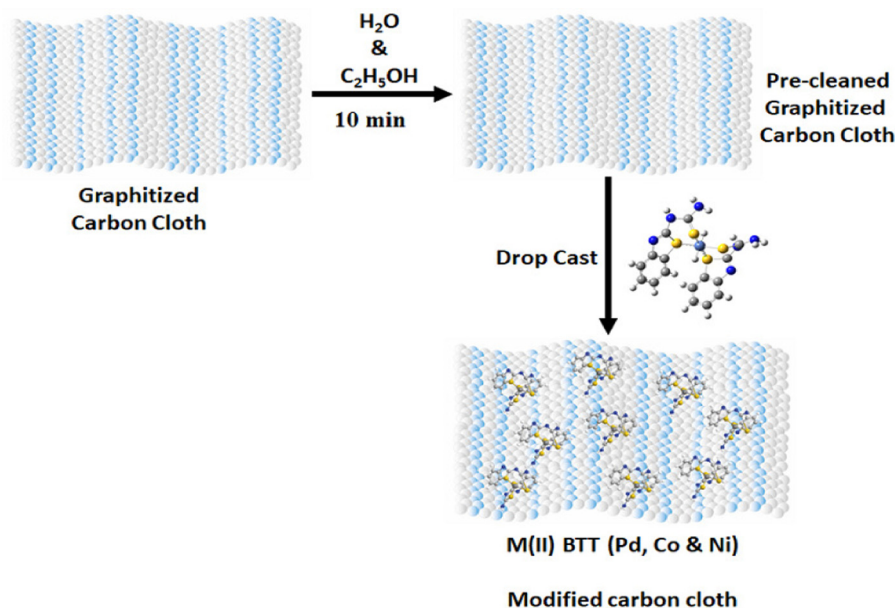 H₂O
&
C₂H₅OH
10 min
Graphitized
Carbon Cloth
Pre-cleaned
Graphitized
Carbon Cloth
Drop Cast
M(II) BTT (Pd, Co & Ni)
Modified carbon cloth